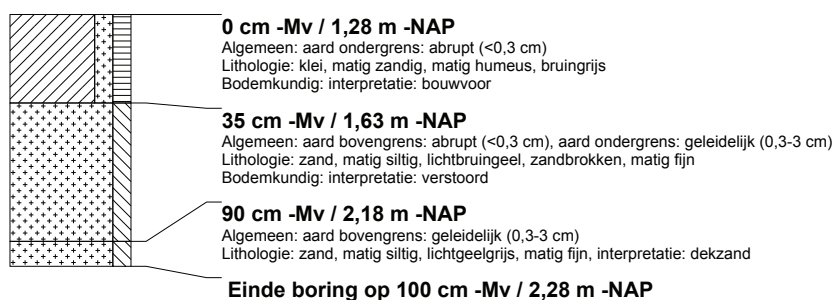 0 cm -Mv / 1,28 m -NAP
Algemeen: aard ondergrens: abrupt (<0,3 cm)
Lithologie: klei, matig zandig, matig humeus, bruingrijs
Bodemkundig: interpretatie: bouwvoor
35 cm -Mv / 1,63 m -NAP
Algemeen: aard bovengrens: abrupt (<0,3 cm), aard ondergrens: geleidelijk (0,3-3 cm)
Lithologie: zand, matig siltig, lichtbruingeel, zandbrokken, matig fijn
Bodemkundig: interpretatie: verstoord
90 cm -Mv / 2,18 m -NAP
Algemeen: aard bovengrens: geleidelijk (0,3-3 cm)
Lithologie: zand, matig siltig, lichtgeelgrijs, matig fijn, interpretatie: dekzand
Einde boring op 100 cm -Mv / 2,28 m -NAP